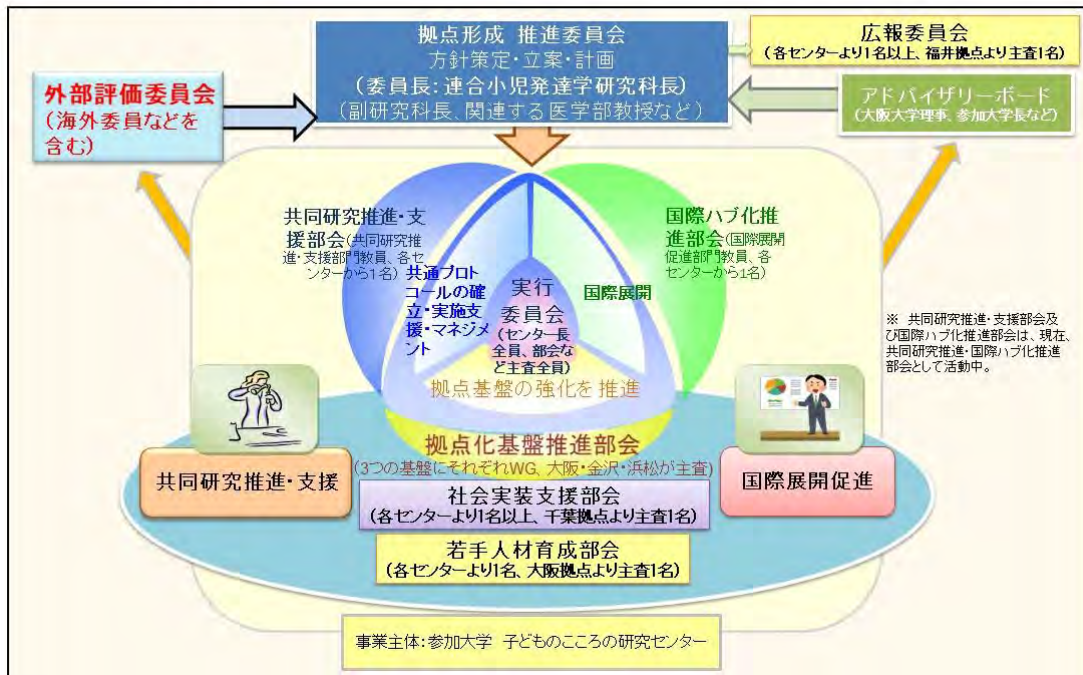 拠点形成 推進委員会
方針策定・立案・計画
(委員長: 連合小児発達学研究科長)
(副研究科長、関連する医学部教授など)
広報委員会
(各センターより1名以上、福井拠点より主査1名)
外部評価委員会
(海外委員などを
含む)
アドバイザリーボード
(大阪大学理事、参加大学長など)
共同研究推進・支
援部会(共同研究推
進・支援部門教員、各セ
ンターから1名)
国際ハブ化推
進部会(国際展開
促進部門教員、各
センターから1名)
共通プロト
コールの確
立・実施支
援・マネジメ
ント
実行
委員会
(センター長
全員、部会な
ど主査全員)
国際展開
拠点基盤の強化を推進
※ 共同研究推進・支援部会及
び国際ハブ化推進部会は、現在、
共同研究推進・国際ハブ化推進
部会として活動中。
拠点化基盤推進部会
(3つの基盤にそれぞれWG、大阪・金沢・浜松が主査)
共同研究推進・支援
国際展開促進
社会実装支援部会
(各センターより1名以上、千葉拠点より主査1名)
若手人材育成部会
(各センターより1名、大阪拠点より主査1名)
事業主体:参加大学 子どものこころの研究センター